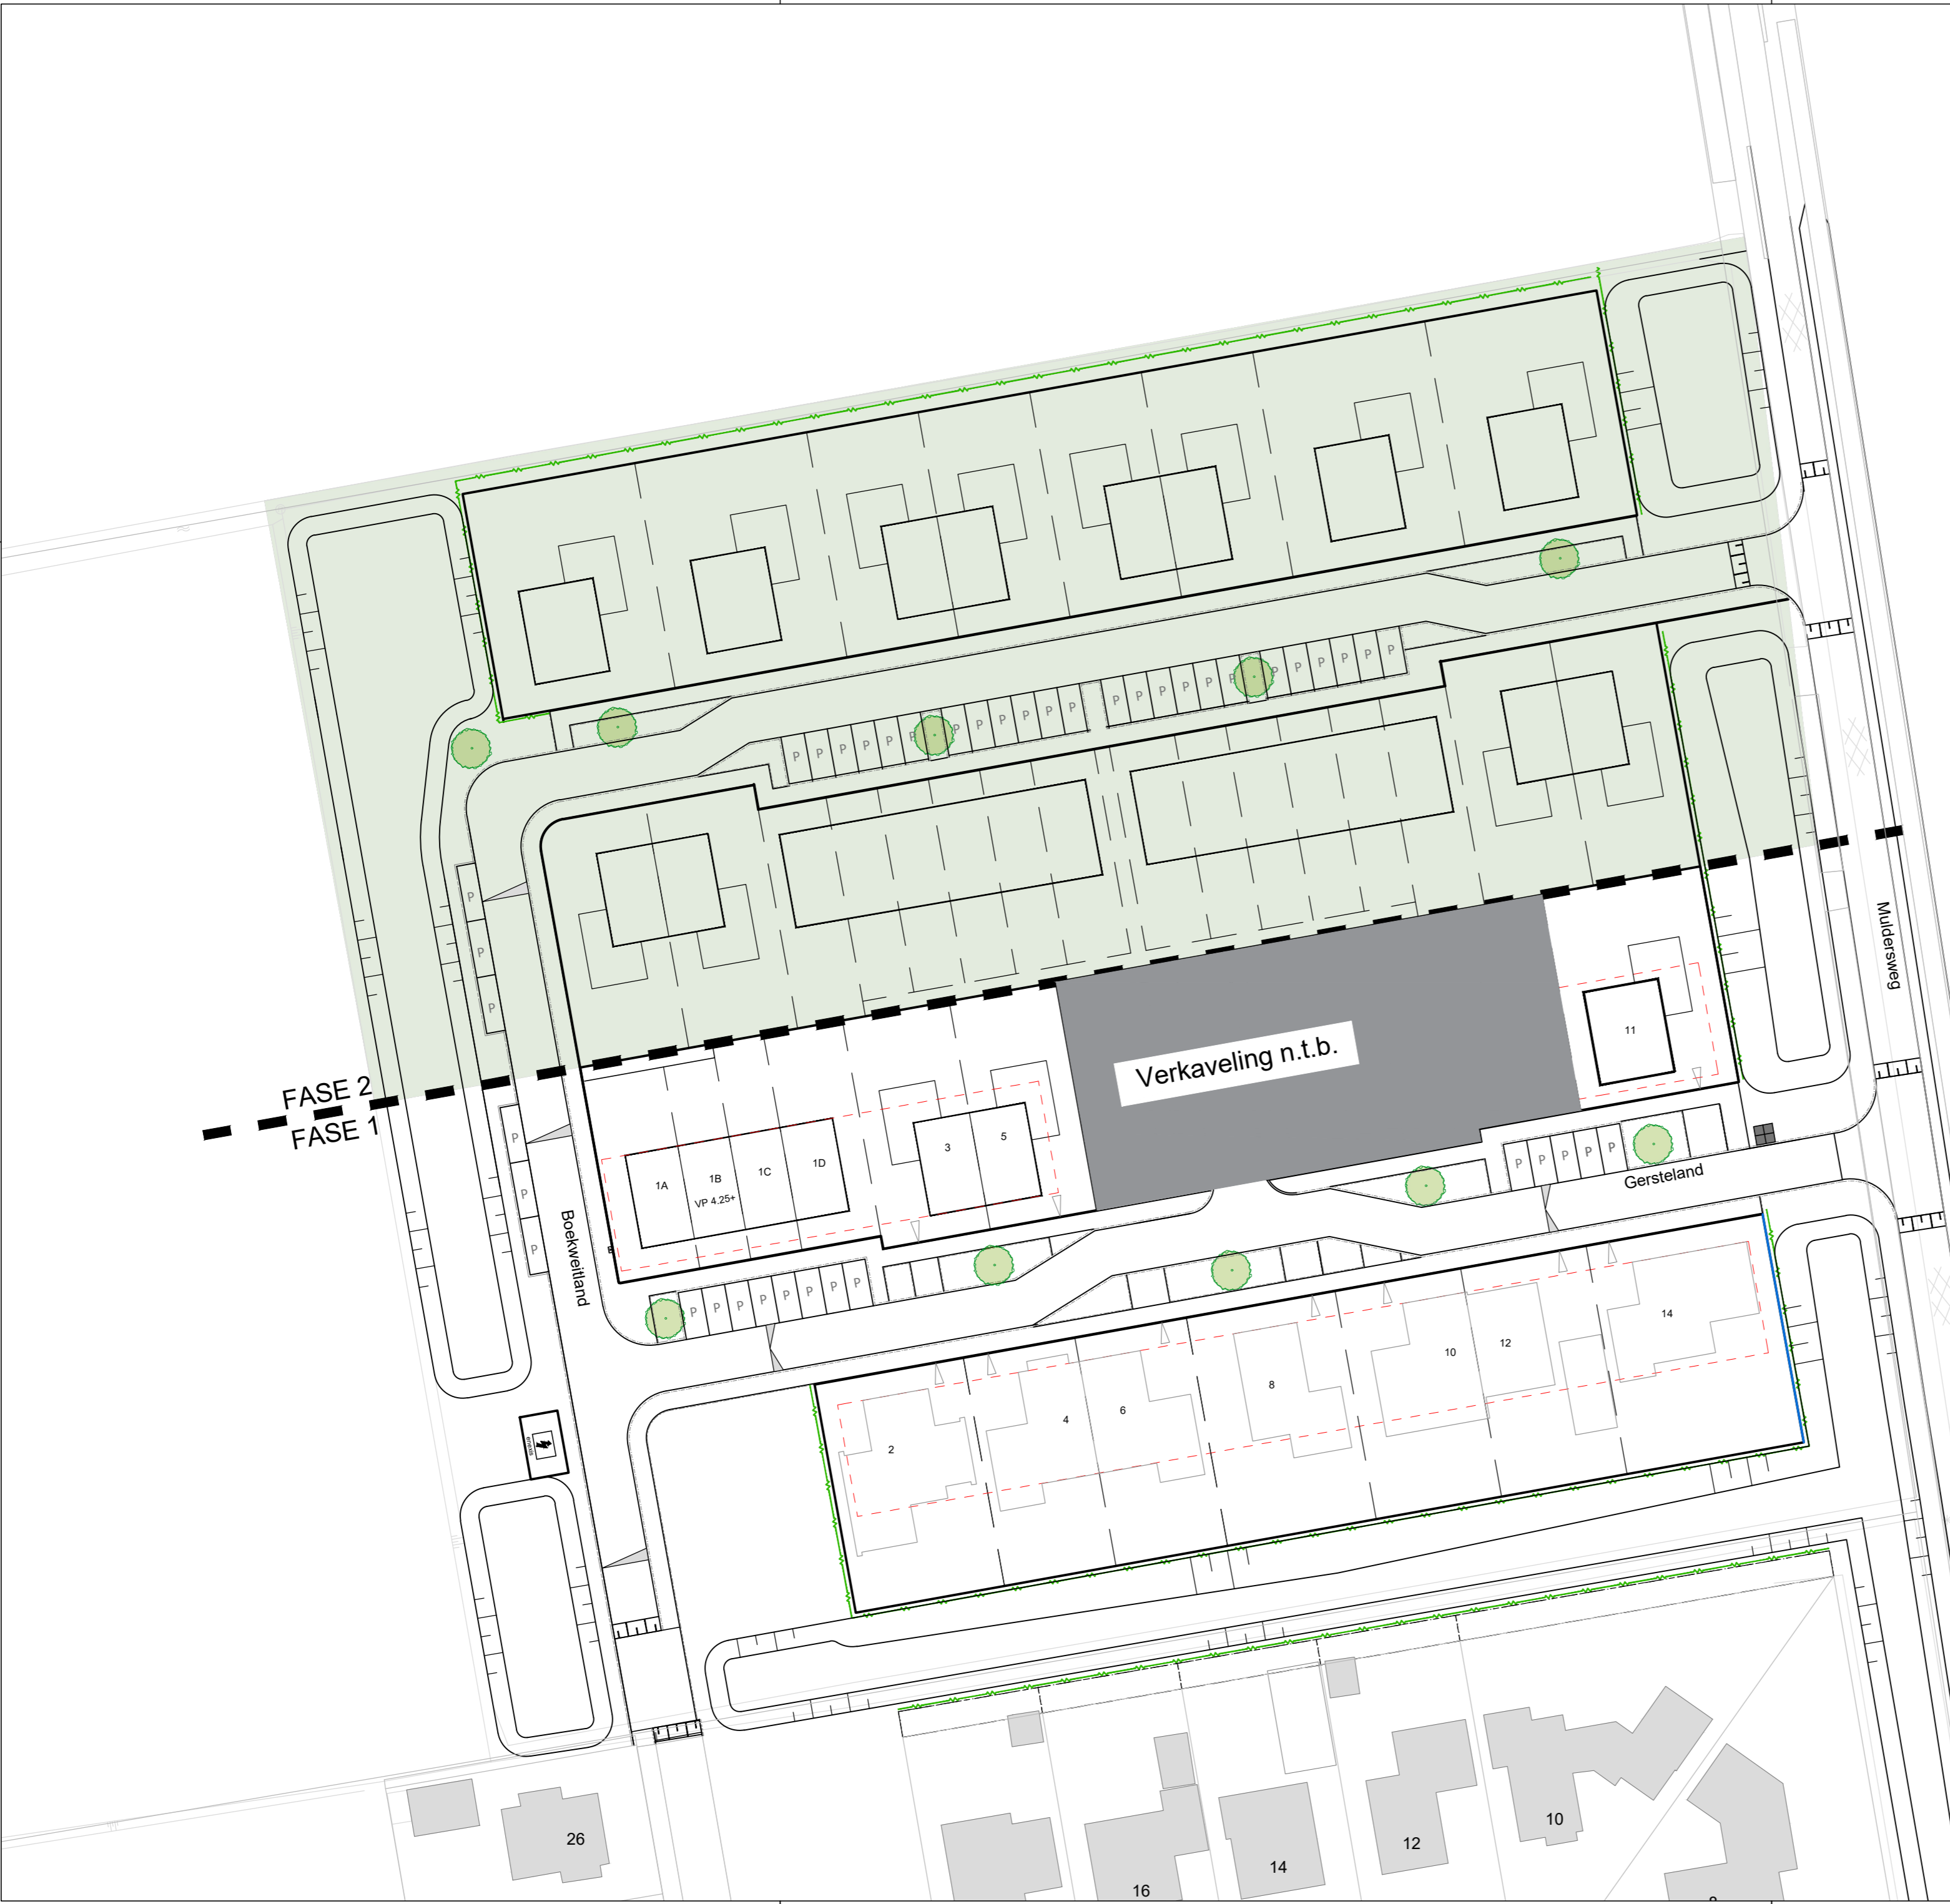 P P P P P P P P P P P P
P P P P P P P P P P P P
P
P
P
FASE 2
FASE 1
Muldersweg
Verkaveling n.t.b.
11
P
P
P
1A
1B
VP 4.25+
1C
1D
3
5
P P P P P
Gersteland
Boekweitland
P P P P P P P P
2
4
6
8
10
12
14
enexis
26
16
14
12
10